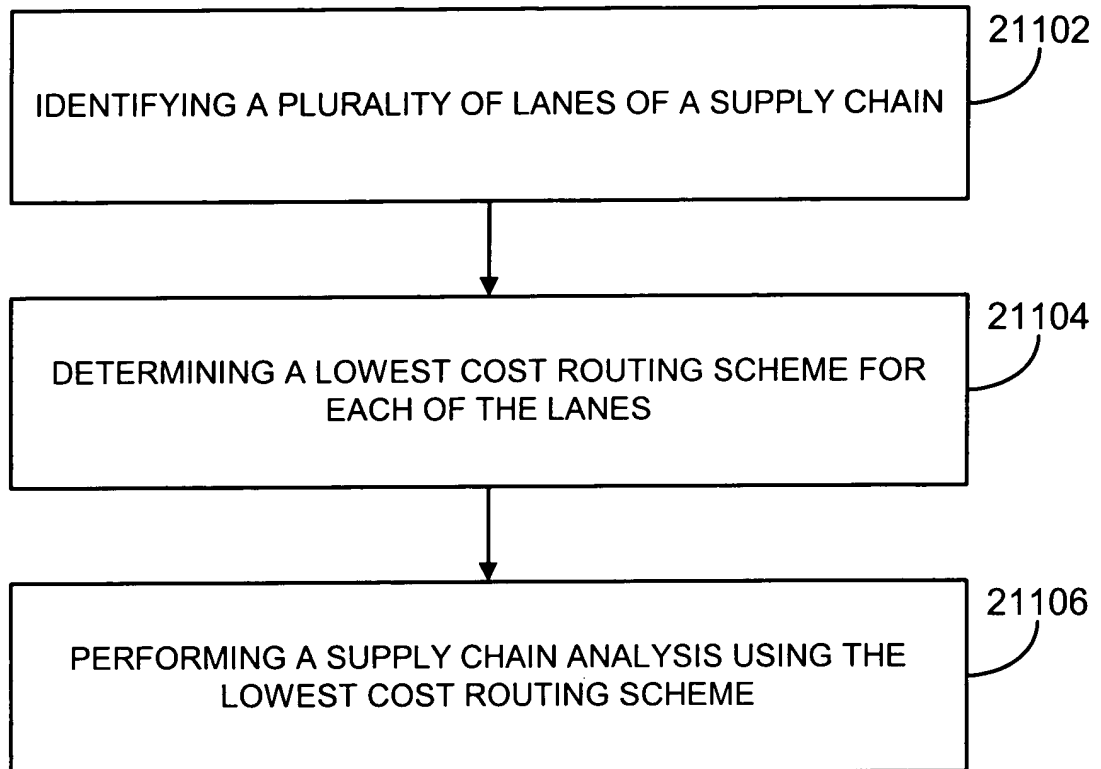 21102
IDENTIFYING A PLURALITY OF LANES OF A SUPPLY CHAIN
21104
DETERMINING A LOWEST COST ROUTING SCHEME FOR
EACH OF THE LANES
21106
PERFORMING A SUPPLY CHAIN ANALYSIS USING THE
LOWEST COST ROUTING SCHEME